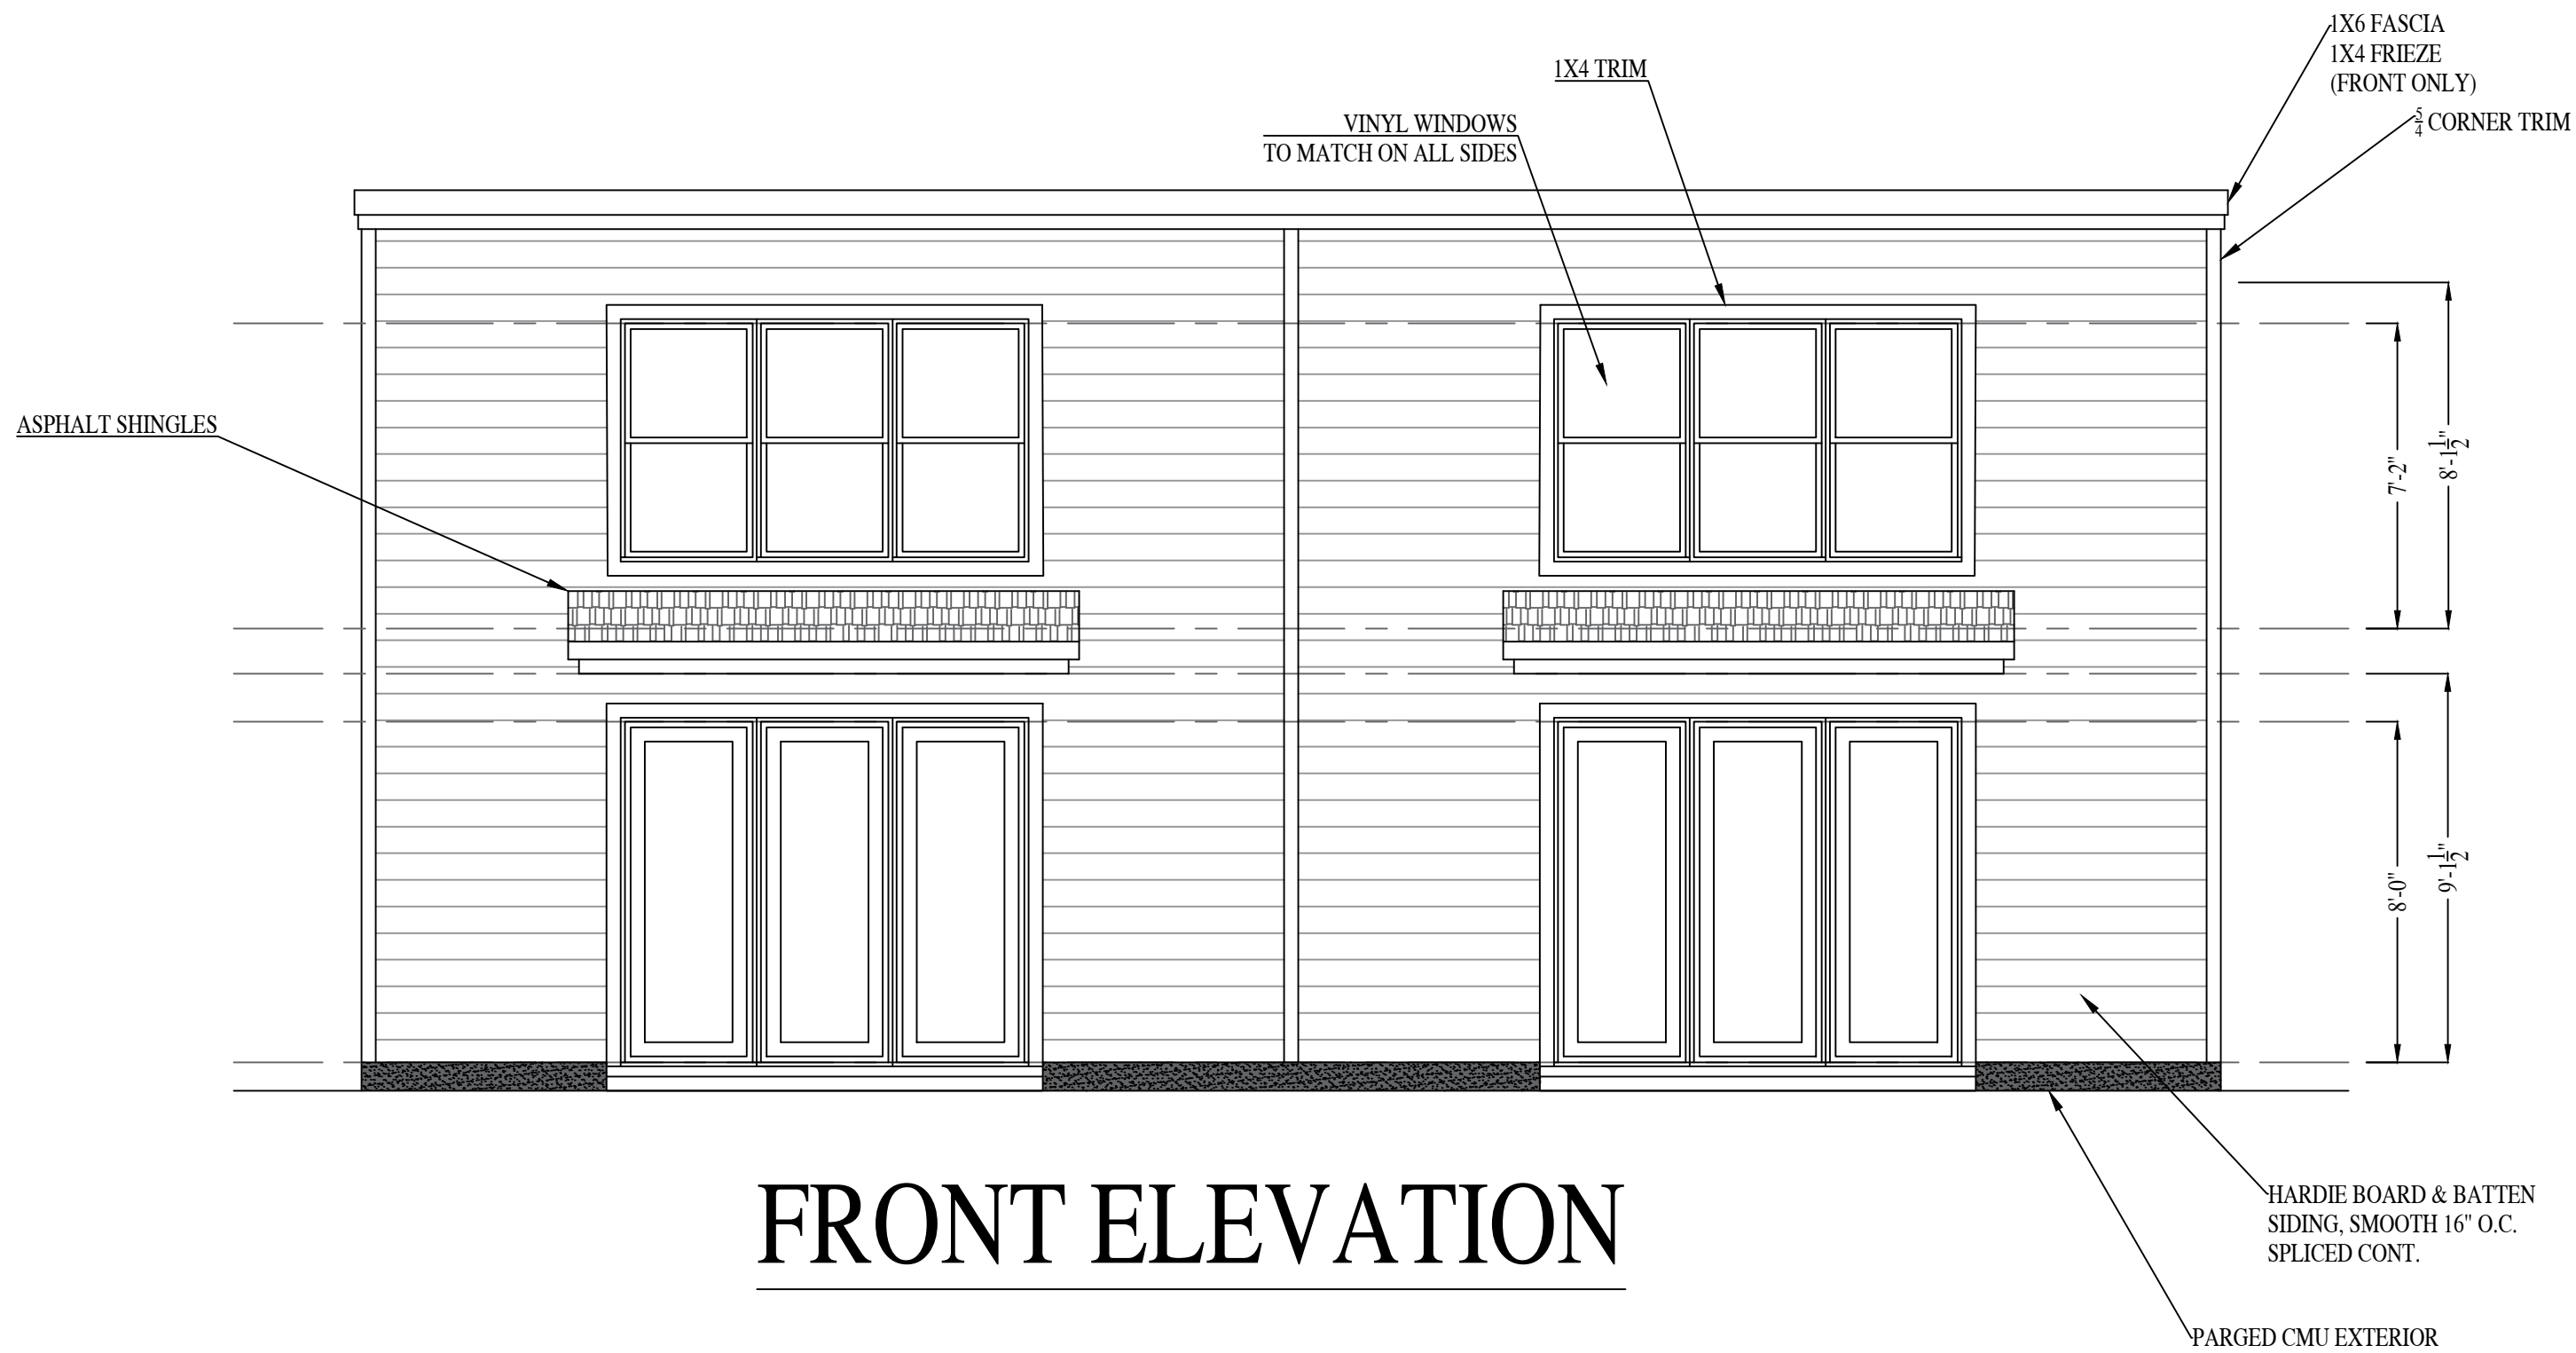 1X6 FASCIA
1X4 FRIEZE
(FRONT ONLY)
5/4 CORNER TRIM
1X4 TRIM
VINYL WINDOWS
TO MATCH ON ALL SIDES
ASPHALT SHINGLES
7'-2"
8'-1 1/2"
8'-0"
9'-1 1/2"
HARDIE BOARD & BATTEN
SIDING, SMOOTH 16" O.C.
SPLICED CONT.
FRONT ELEVATION
PARGED CMU EXTERIOR